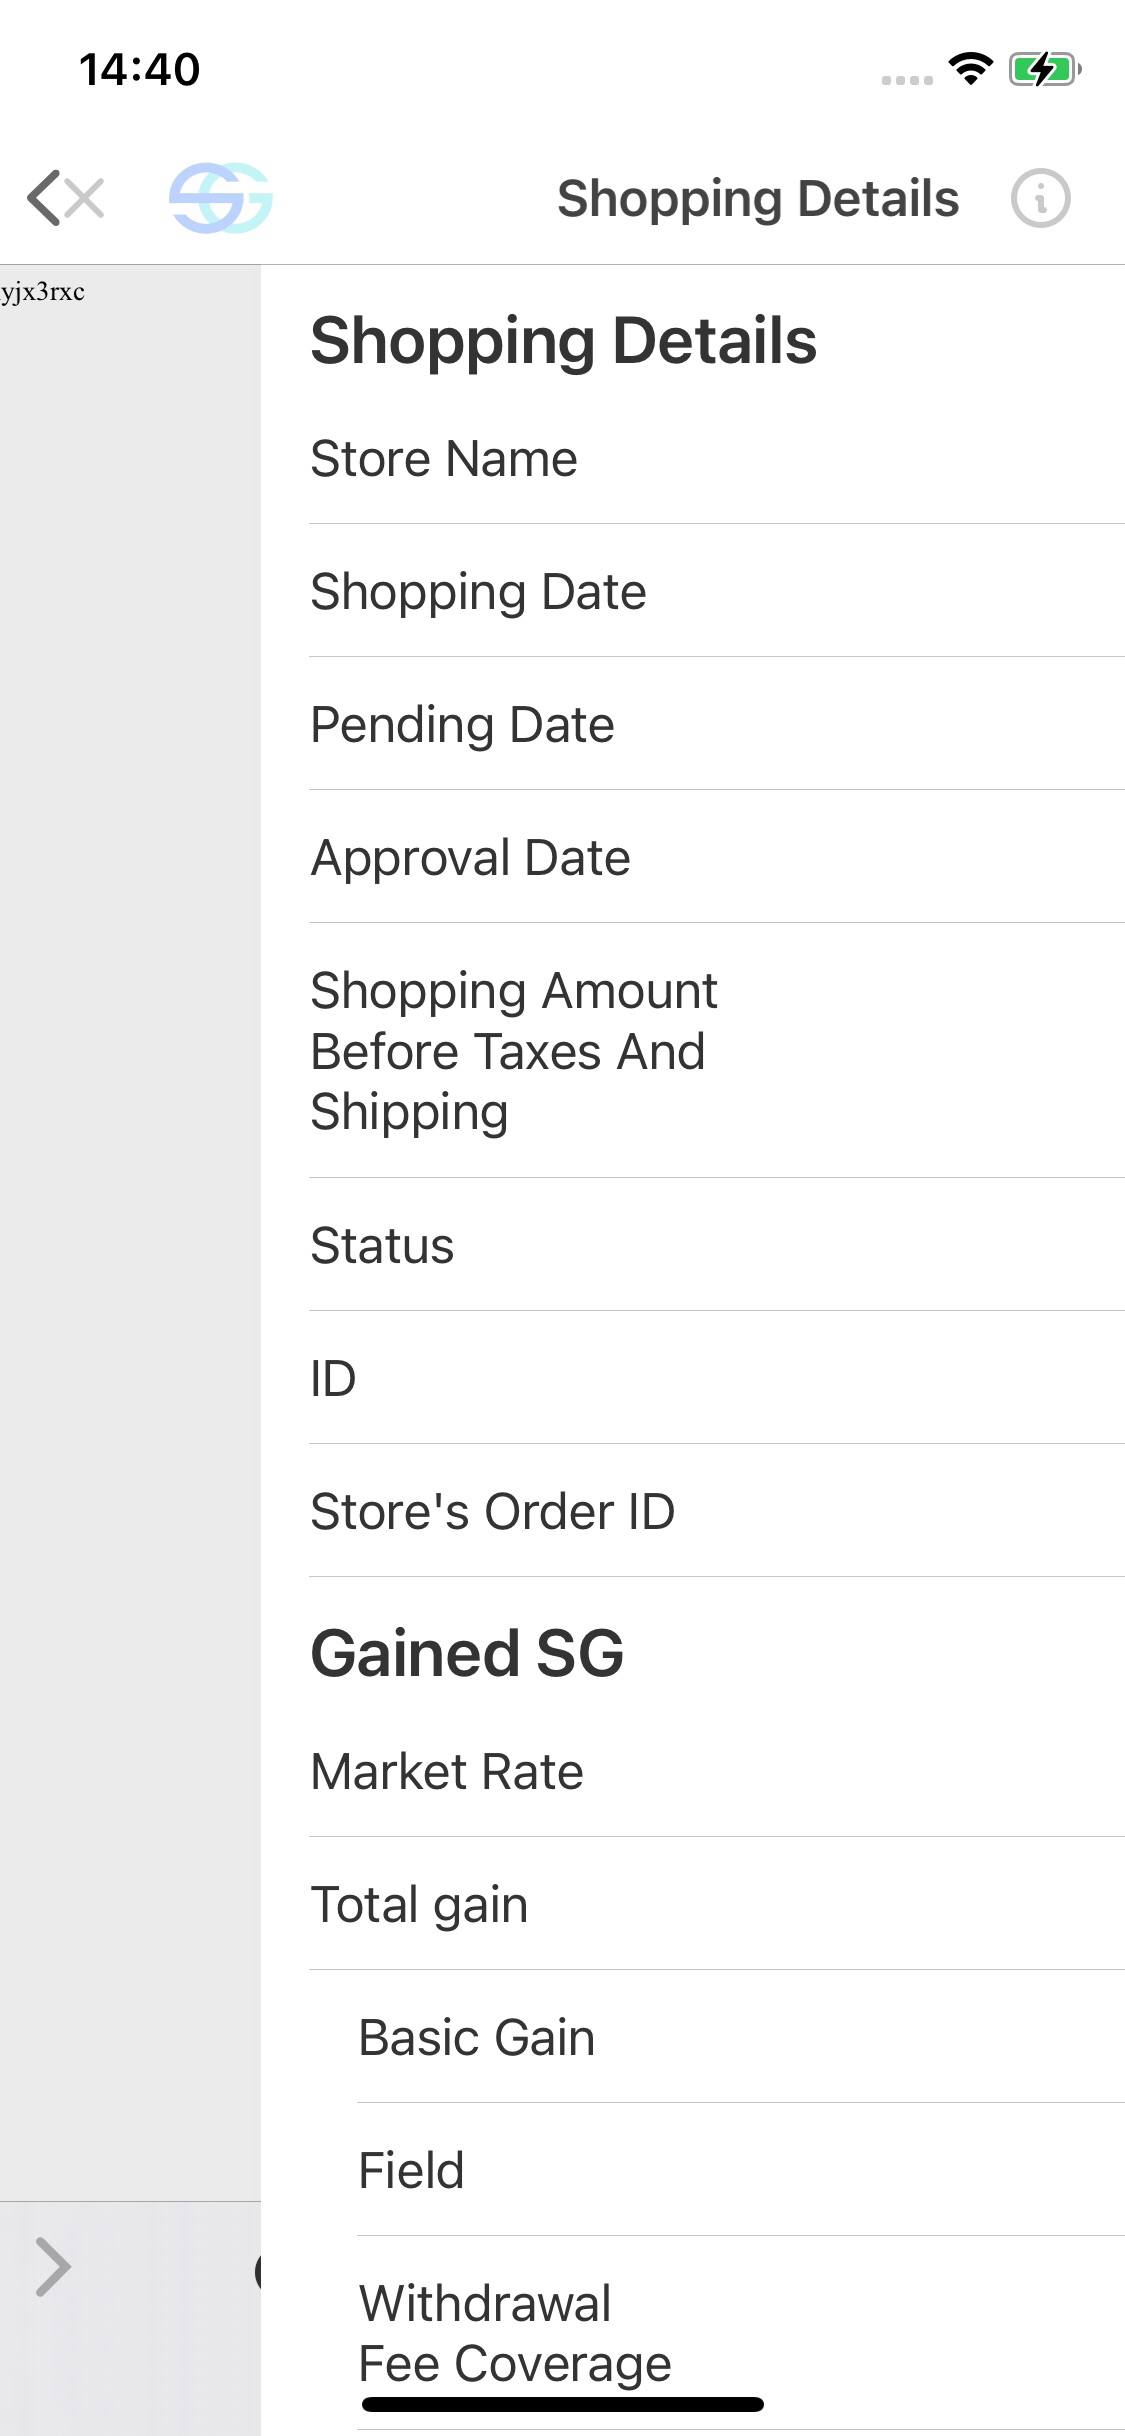 14:40
SG
Shopping Details
yjx3rxc
Shopping Details
Store Name
Shopping Date
Pending Date
Approval Date
Shopping Amount
Before Taxes And
Shipping
Status
ID
Store's Order ID
Gained SG
Market Rate
Total gain
Basic Gain
Field
Withdrawal
Fee Coverage